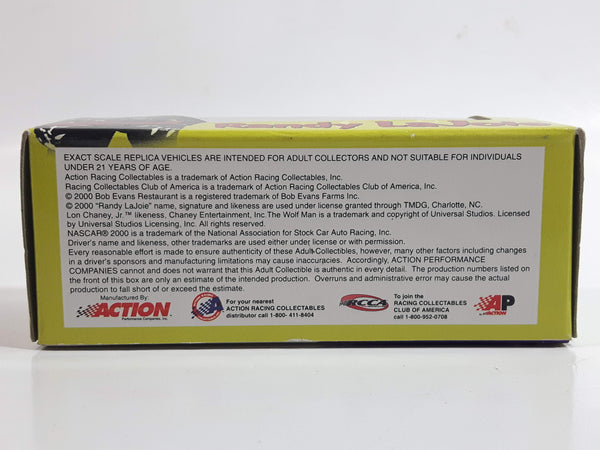 Randy LaJoie
EXACT SCALE REPLICA VEHICLES ARE INTENDED FOR ADULT COLLECTORS AND NOT SUITABLE FOR INDIVIDUALS
UNDER 21 YEARS OF AGE.
Action Racing Collectables is a trademark of Action Racing Collectables, Inc.
Racing Collectables Club of America is a trademark of Action Racing Collectables Club of America, Inc.
© 2000 Bob Evans Restaurant is a registered trademark of Bob Evans Farms Inc.
© 2000 "Randy LaJoie" name, signature and likeness are used under license granted through TMDG, Charlotte, NC.
Lon Chaney, Jr.™ likeness, Chaney Entertainment, Inc.The Wolf Man is a trademark and copyright of Universal Studios. Licensed
by Universal Studios Licensing, Inc. All rights reserved.
NASCAR® 2000 is a trademark of the National Association for Stock Car Auto Racing, Inc.
Driver's name and likeness, other trademarks are used either under license or with permission.
Every reasonable effort is made to ensure authenticity of these Adult Collectibles, however, many other factors including changes
in a driver's sponsors and manufacturing limitations may cause inaccuracies. Accordingly, ACTION PERFORMANCE
COMPANIES cannot and does not warrant that this Adult Collectible is authentic in every detail. The production numbers listed on
the front of this box are only an estimate of the intended production. Overruns and administrative error may cause the actual
production to fall short of or exceed the estimate.
Manufactured By:
ACTION
Performance Companies, Inc.
A
For your nearest
ACTION RACING COLLECTABLES
distributor call 1-800- 411-8404
RCCA
To join the
RACING COLLECTABLES
CLUB OF AMERICA
call 1-800-952-0708
AP
by ACTION